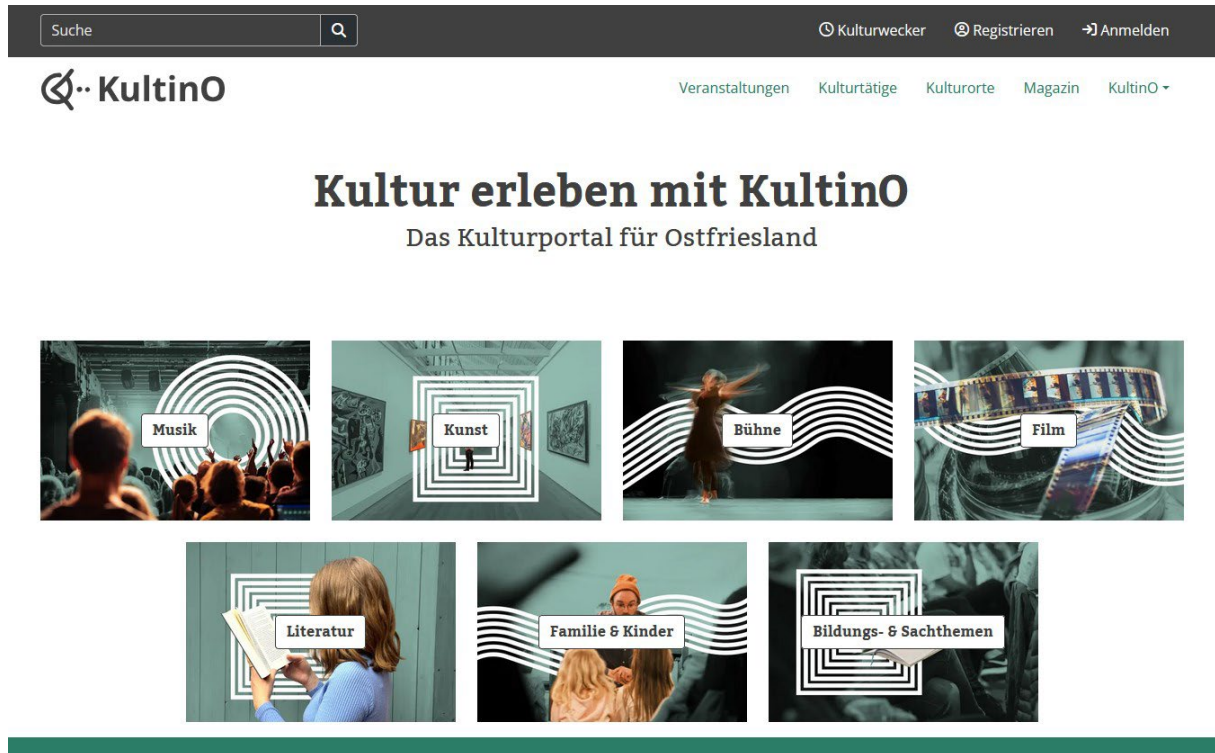 Suche
Kulturwecker Registrieren Anmelden
KultinO
Veranstaltungen Kulturtätige Kulturorte Magazin KultinO
Kultur erleben mit KultinO
Das Kulturportal für Ostfriesland
Musik
Kunst
Bühne
Film
Literatur
Familie & Kinder
Bildungs- & Sachthemen